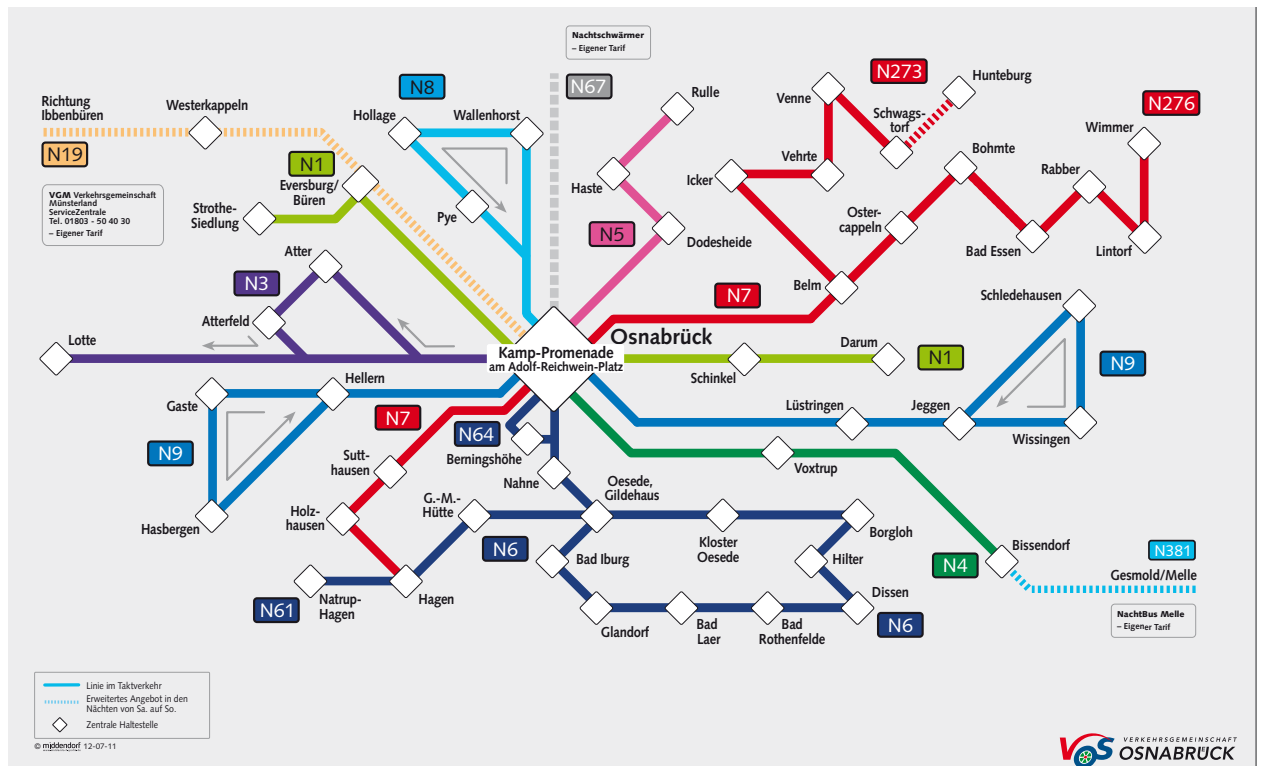 Nachtschwärmer
– Eigener Tarif
N67
N8
N273
Hunteburg
N276
Richtung
Ibbenbüren
Westerkappeln
N19
Hollage
Wallenhorst
Rulle
Venne
Schwags-
torf
Wimmer
N1
Eversburg/
Büren
VGM Verkehrsgemeinschaft
Münsterland
ServiceZentrale
Tel. 01803 - 50 40 30
– Eigener Tarif
Strothe-
Siedlung
Pye
Haste
Icker
Vehrte
Bohmte
Rabber
N5
Dodesheide
Oster-
cappeln
Bad Essen
Lintorf
Atter
N3
Atterfeld
Lotte
N7
Belm
Schledehausen
Osnabrück
Kamp-Promenade
am Adolf-Reichwein-Platz
Schinkel
Darum
N1
N9
Gaste
Hellern
N7
N64
Berningshöhe
Lüstringen
Jeggen
Wissingen
N9
Hasbergen
Sutt-
hausen
Holz-
hausen
G.-M.-
Hütte
Nahne
Oesede,
Gildehaus
Voxtrup
N6
Kloster
Oesede
Borgloh
Bad Iburg
Hilter
N4
Bissendorf
N381
Gesmold/Melle
N61
Natrup-
Hagen
Hagen
Glandorf
Bad
Laer
Bad
Rothenfelde
Dissen
N6
NachtBus Melle
– Eigener Tarif
Linie im Taktverkehr
Erweitertes Angebot in den
Nächten von Sa. auf So.
Zentrale Haltestelle
© middendorf 12-07-11
VOS VERKEHRSGEMEINSCHAFT
OSNABRÜCK